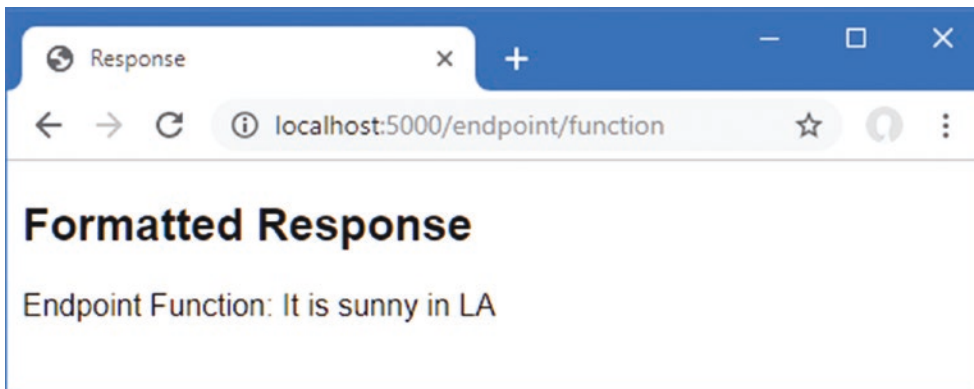 Response
localhost:5000/endpoint/function
Formatted Response
Endpoint Function: It is sunny in LA